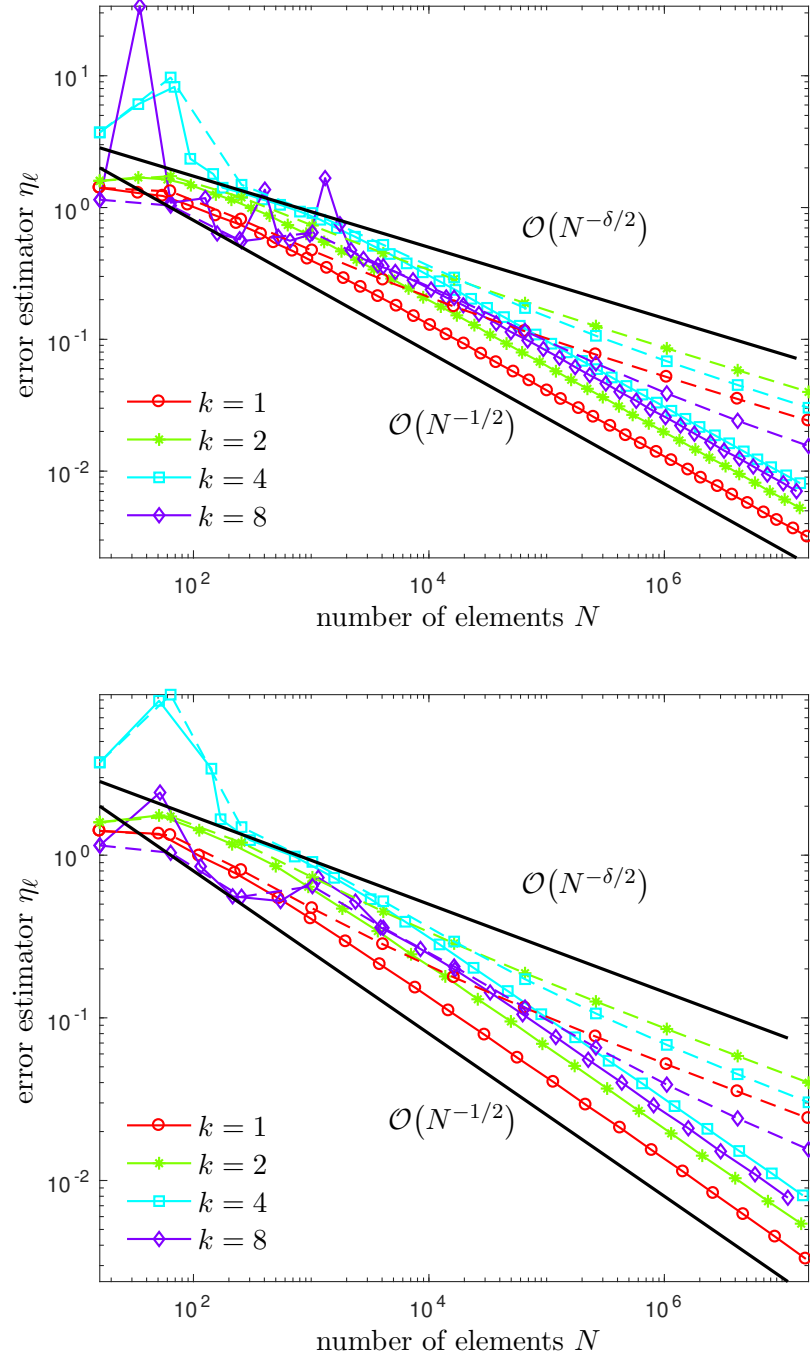 10^1
10^0
10^{-1}
10^{-2}
error estimator η_ℓ
O(N^{-δ/2})
O(N^{-1/2})
k = 1
k = 2
k = 4
k = 8
10^2
10^4
10^6
number of elements N
10^0
10^{-1}
10^{-2}
error estimator η_ℓ
O(N^{-δ/2})
O(N^{-1/2})
k = 1
k = 2
k = 4
k = 8
10^2
10^4
10^6
number of elements N